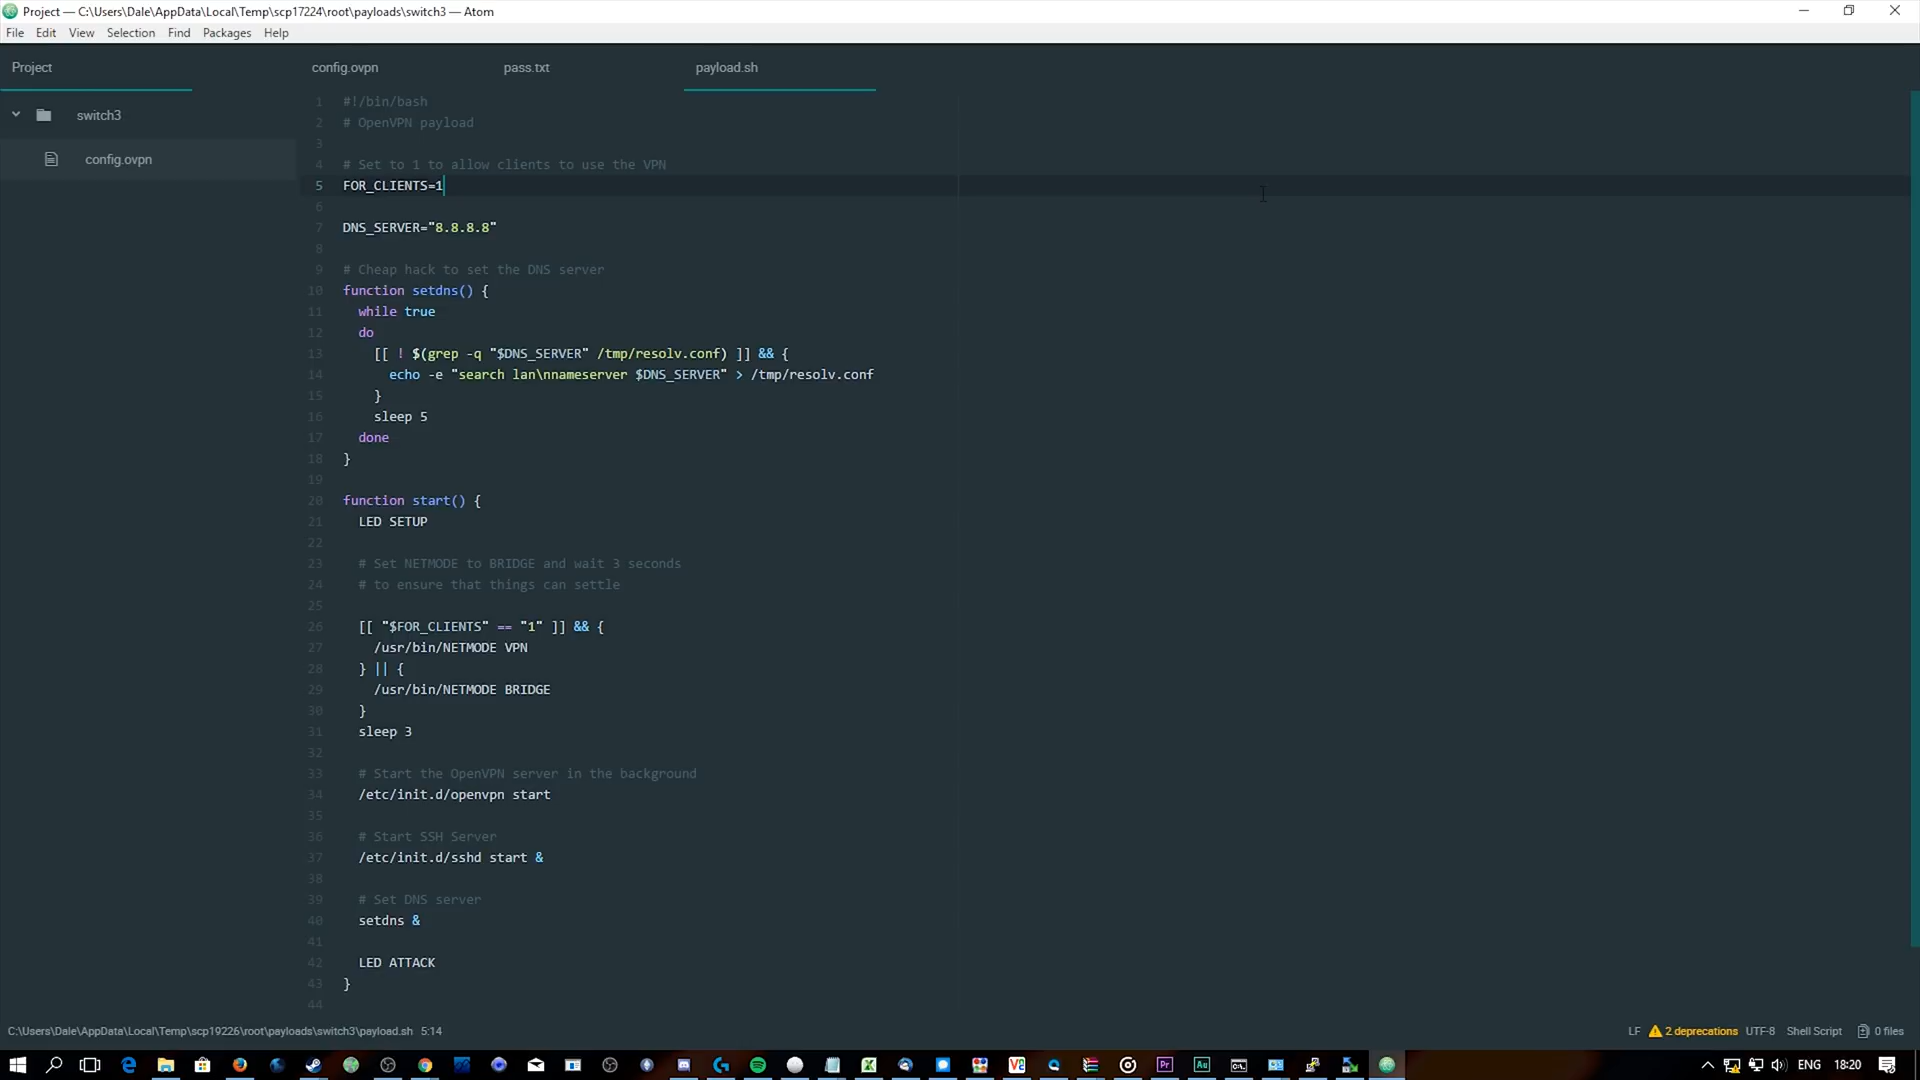 Project — C:\Users\Dale\AppData\Local\Temp\scp17224\root\payloads\switch3 — Atom
File Edit View Selection Find Packages Help
Project
config.ovpn pass.txt payload.sh
switch3
config.ovpn
1 #!/bin/bash
2 # OpenVPN payload
3
4 # Set to 1 to allow clients to use the VPN
5 FOR_CLIENTS=1
6
7 DNS_SERVER="8.8.8.8"
8
9 # Cheap hack to set the DNS server
10 function setdns() {
11 while true
12 do
13 [[ ! $(grep -q "$DNS_SERVER" /tmp/resolv.conf) ]] && {
14 echo -e "search lan\nnameserver $DNS_SERVER" > /tmp/resolv.conf
15 }
16 sleep 5
17 done
18 }
19
20 function start() {
21 LED SETUP
22
23 # Set NETMODE to BRIDGE and wait 3 seconds
24 # to ensure that things can settle
25
26 [[ "$FOR_CLIENTS" == "1" ]] && {
27 /usr/bin/NETMODE VPN
28 } || {
29 /usr/bin/NETMODE BRIDGE
30 }
31 sleep 3
32
33 # Start the OpenVPN server in the background
34 /etc/init.d/openvpn start
35
36 # Start SSH Server
37 /etc/init.d/sshd start &
38
39 # Set DNS server
40 setdns &
41
42 LED ATTACK
43 }
44
C:\Users\Dale\AppData\Local\Temp\scp19226\root\payloads\switch3\payload.sh 5:14
LF 2 deprecations UTF-8 Shell Script 0 files
ENG 18:20